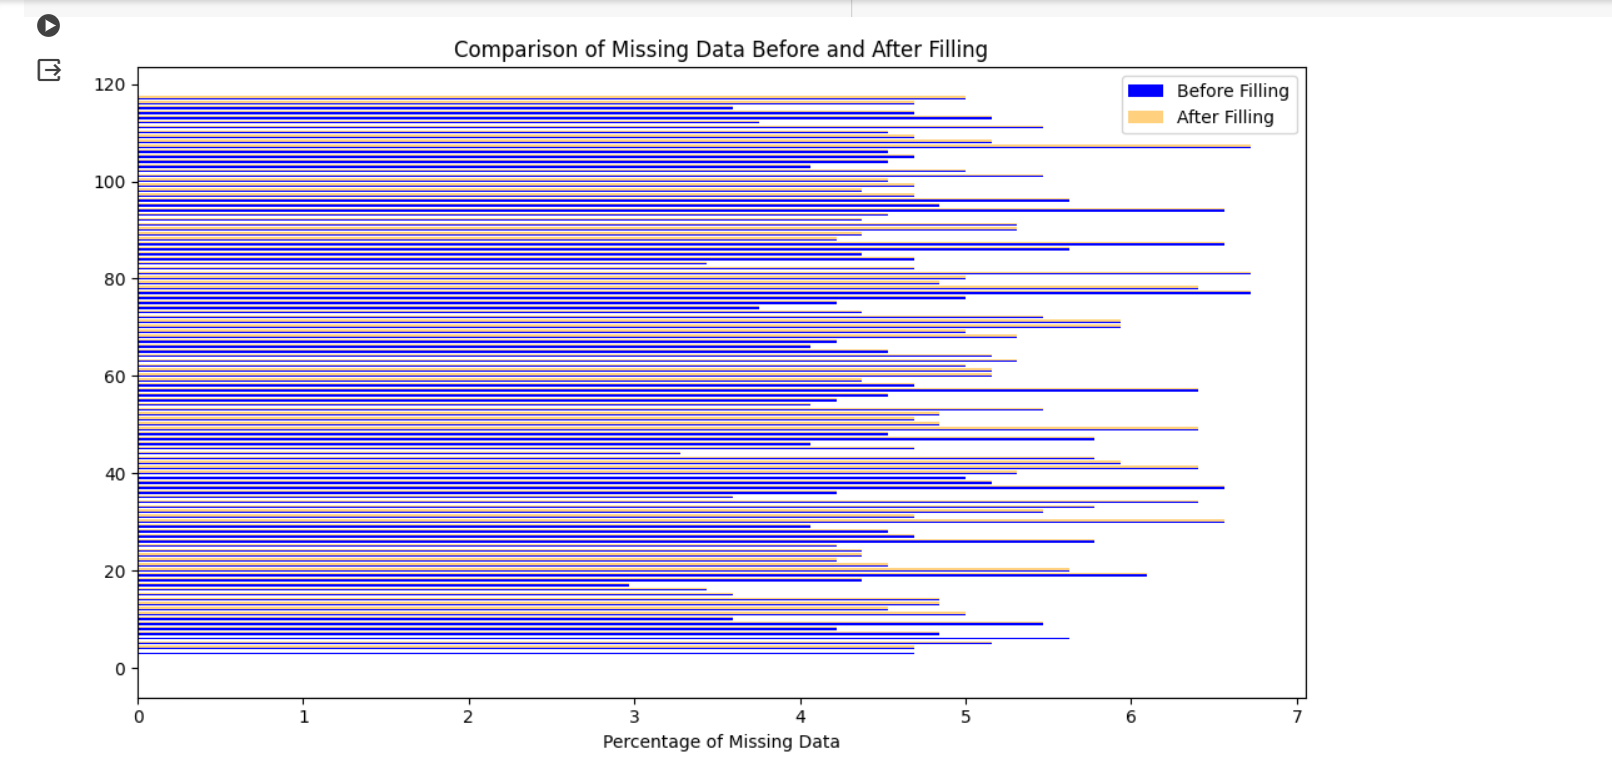 Comparison of Missing Data Before and After Filling
Before Filling
After Filling
120
100
80
60
40
20
0
0 1 2 3 4 5 6 7
Percentage of Missing Data